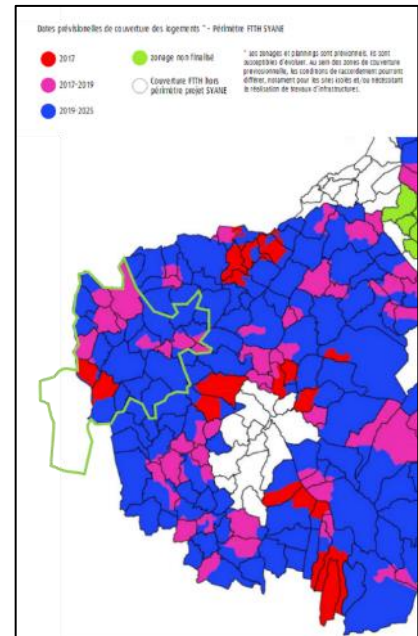 Dates prévisionnelles de couverture des logements * - Périmètre FTTH SYANE
2017
2017-2019
2019-2025
zonage non finalisé
Couverture FTTH hors
périmètre projet SYANE
* Les zonages et plannings sont prévisionnels. Ils sont
susceptibles d'évoluer. Au sein des zones de couverture
prévisionnelle, les conditions de raccordement pourront
différer, notamment pour les sites isolés et/ou nécessitant
la réalisation de travaux d'infrastructures.